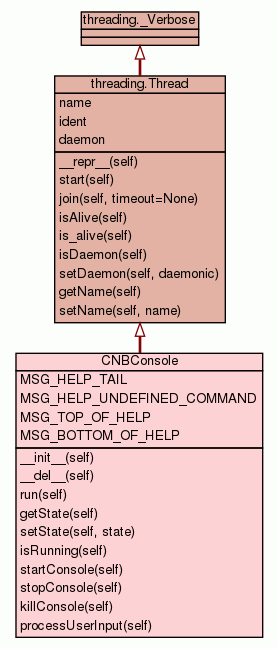 threading._Verbose
threading.Thread
name
ident
daemon
__repr__(self)
start(self)
join(self, timeout=None)
isAlive(self)
is_alive(self)
isDaemon(self)
setDaemon(self, daemonic)
getName(self)
setName(self, name)
CNBConsole
MSG_HELP_TAIL
MSG_HELP_UNDEFINED_COMMAND
MSG_TOP_OF_HELP
MSG_BOTTOM_OF_HELP
__init__(self)
__del__(self)
run(self)
getState(self)
setState(self, state)
isRunning(self)
startConsole(self)
stopConsole(self)
killConsole(self)
processUserInput(self)